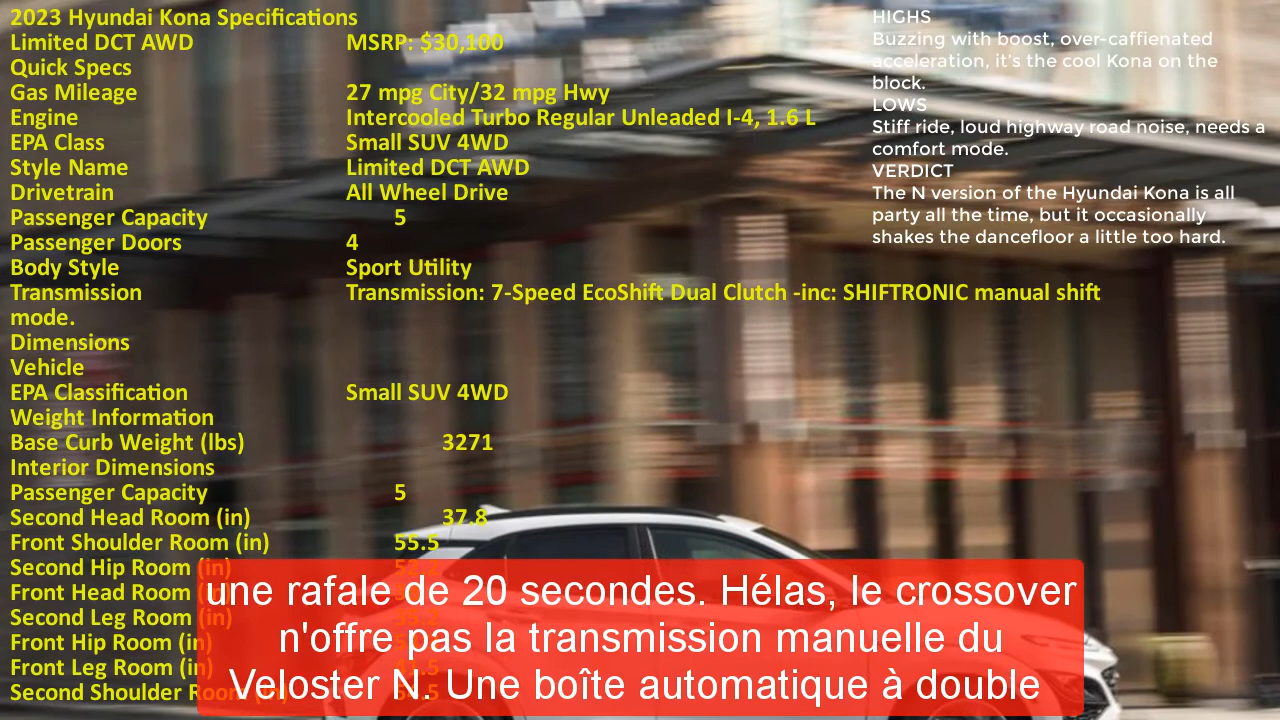 2023 Hyundai Kona Specifications
Limited DCT AWD MSRP: $30,100
Quick Specs
Gas Mileage 27 mpg City/32 mpg Hwy
Engine Intercooled Turbo Regular Unleaded I-4, 1.6 L
EPA Class Small SUV 4WD
Style Name Limited DCT AWD
Drivetrain All Wheel Drive
Passenger Capacity 5
Passenger Doors 4
Body Style Sport Utility
Transmission Transmission: 7-Speed EcoShift Dual Clutch -inc: SHIFTRONIC manual shift
mode.
Dimensions
Vehicle
EPA Classification Small SUV 4WD
Weight Information
Base Curb Weight (lbs) 3271
Interior Dimensions
Passenger Capacity 5
Second Head Room (in) 37.8
Front Shoulder Room (in) 55.5
Second Hip Room (in)
Front Head Room
Second Leg Room (in)
Front Hip Room (in)
Front Leg Room (in)
Second Shoulder Room (in)
HIGHS
Buzzing with boost, over-caffienated
acceleration, it's the cool Kona on the
block.
LOWS
Stiff ride, loud highway road noise, needs a
comfort mode.
VERDICT
The N version of the Hyundai Kona is all
party all the time, but it occasionally
shakes the dancefloor a little too hard.
une rafale de 20 secondes. Hélas, le crossover
n'offre pas la transmission manuelle du
Veloster N. Une boîte automatique à double